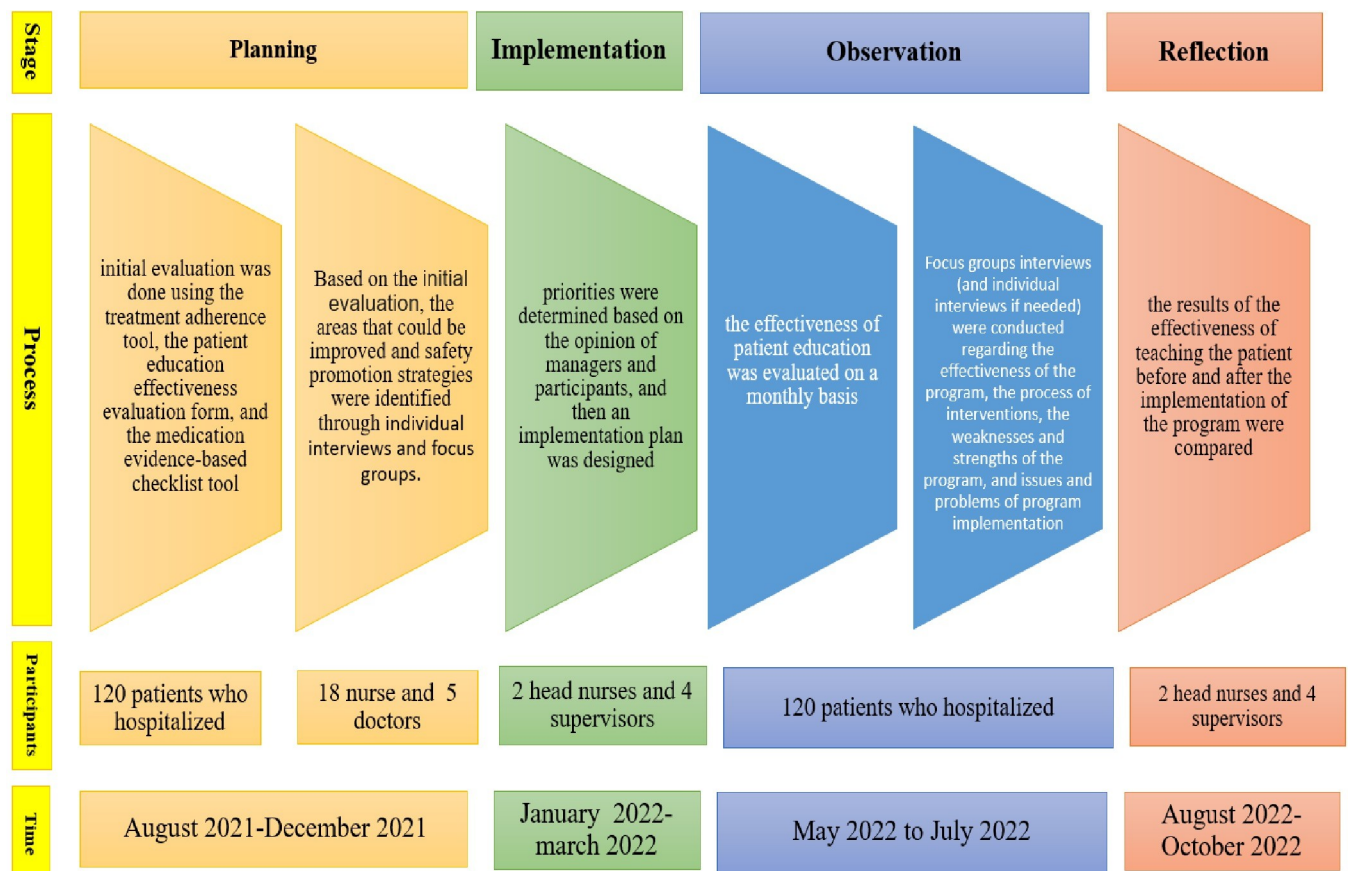 Stage
Planning
Implementation
Observation
Reflection
Process
initial evaluation was
done using the
treatment adherence
tool, the patient
education
effectiveness
evaluation form, and
the medication
evidence-based
checklist tool
Based on the initial
evaluation, the
areas that could be
improved and safety
promotion strategies
were identified
through individual
interviews and focus
groups.
priorities were
determined based on
the opinion of
managers and
participants, and
then an
implementation plan
was designed
the effectiveness of
patient education
was evaluated on a
monthly basis
Focus groups interviews
(and individual
interviews if needed)
were conducted
regarding the
effectiveness of the
program, the process of
interventions, the
weaknesses and
strengths of the
program, and issues and
problems of program
implementation
the results of the
effectiveness of
teaching the patient
before and after the
implementation of
the program were
compared
Participants
120 patients who
hospitalized
18 nurse and 5
doctors
2 head nurses and 4
supervisors
120 patients who hospitalized
2 head nurses and 4
supervisors
Time
August 2021-December 2021
January 2022-
march 2022
May 2022 to July 2022
August 2022-
October 2022